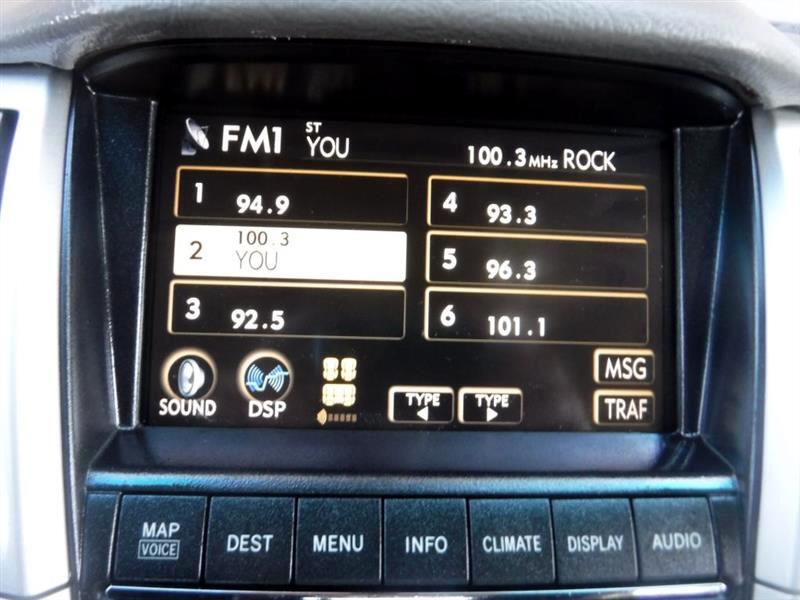 FM1 ST YOU 100.3MHz ROCK
1 94.9
4 93.3
2 100.3 YOU
5 96.3
3 92.5
6 101.1
SOUND
DSP
TYPE
TYPE
MSG
TRAF
MAP
VOICE
DEST
MENU
INFO
CLIMATE
DISPLAY
AUDIO